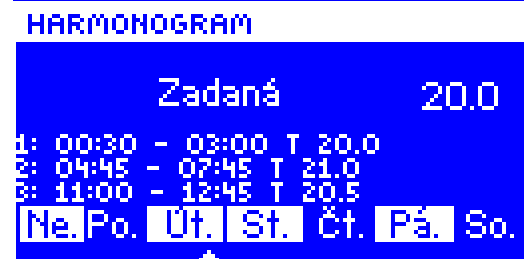 HARMONOGRAM
Zadaná 20.0
1: 00:30 - 03:00 T 20.0
2: 04:45 - 07:45 T 21.0
3: 11:00 - 12:45 T 20.5
Ne. Po. Út. St. Čt. Pá. So.